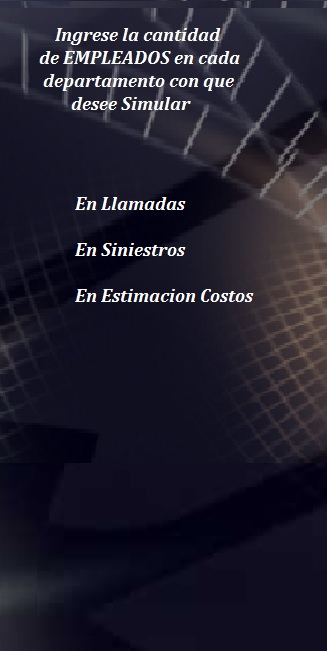 Ingrese la cantidad
de EMPLEADOS en cada
departamento con que
desee Simular
En Llamadas
En Siniestros
En Estimacion Costos